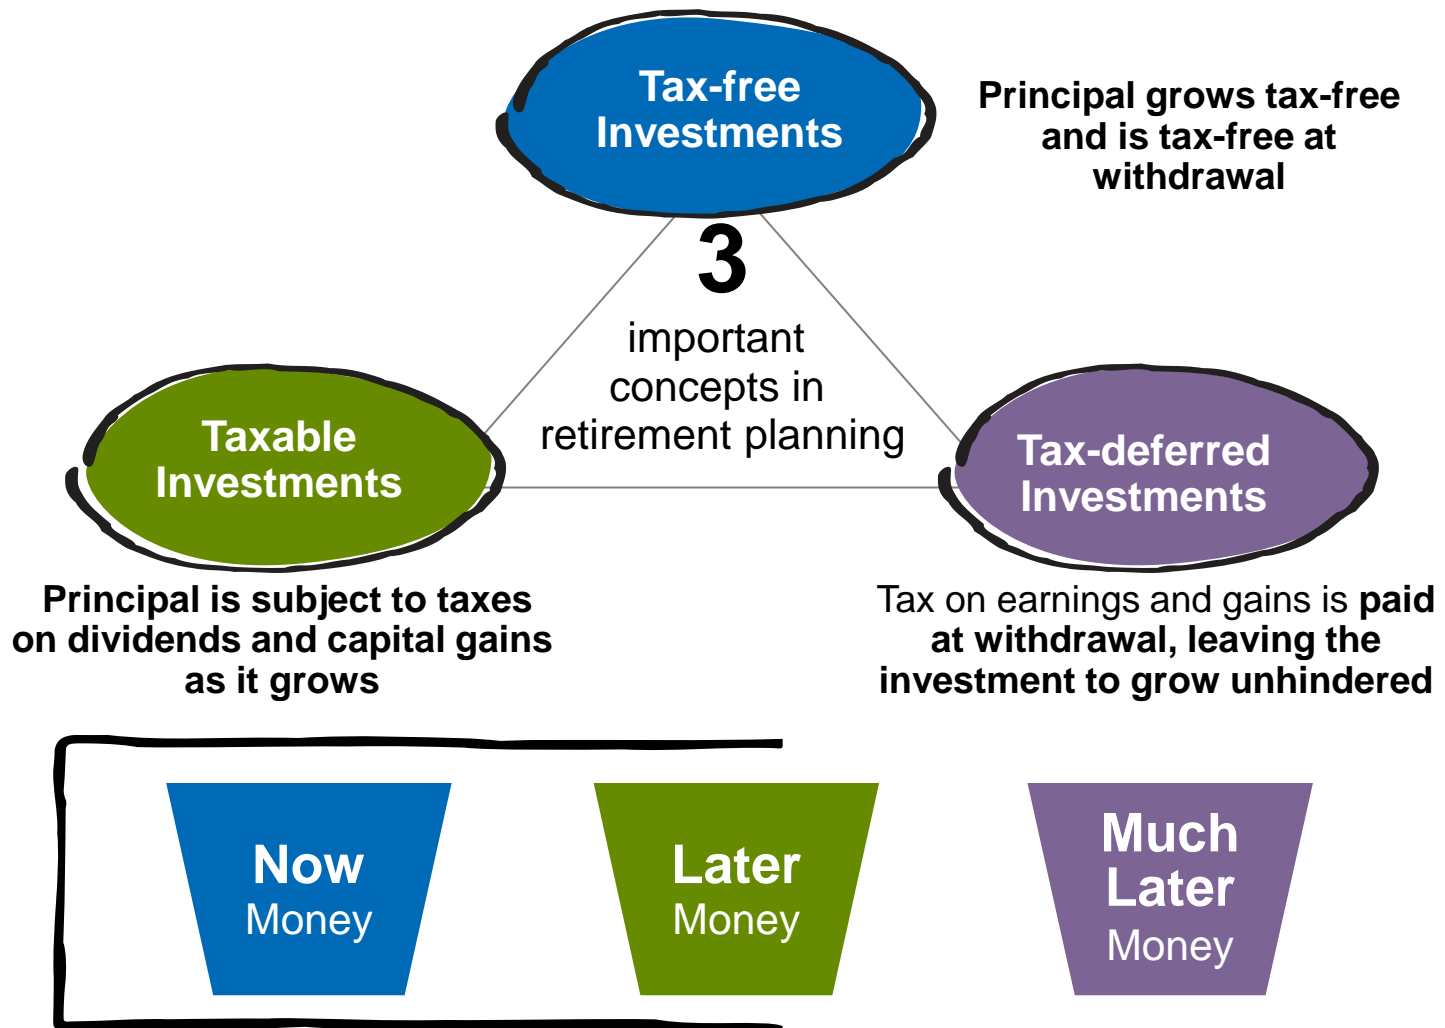 Tax-free
Investments
Principal grows tax-free
and is tax-free at
withdrawal
3
important
concepts in
retirement planning
Taxable
Investments
Tax-deferred
Investments
Principal is subject to taxes
on dividends and capital gains
as it grows
Tax on earnings and gains is paid
at withdrawal, leaving the
investment to grow unhindered
Now
Money
Later
Money
Much
Later
Money